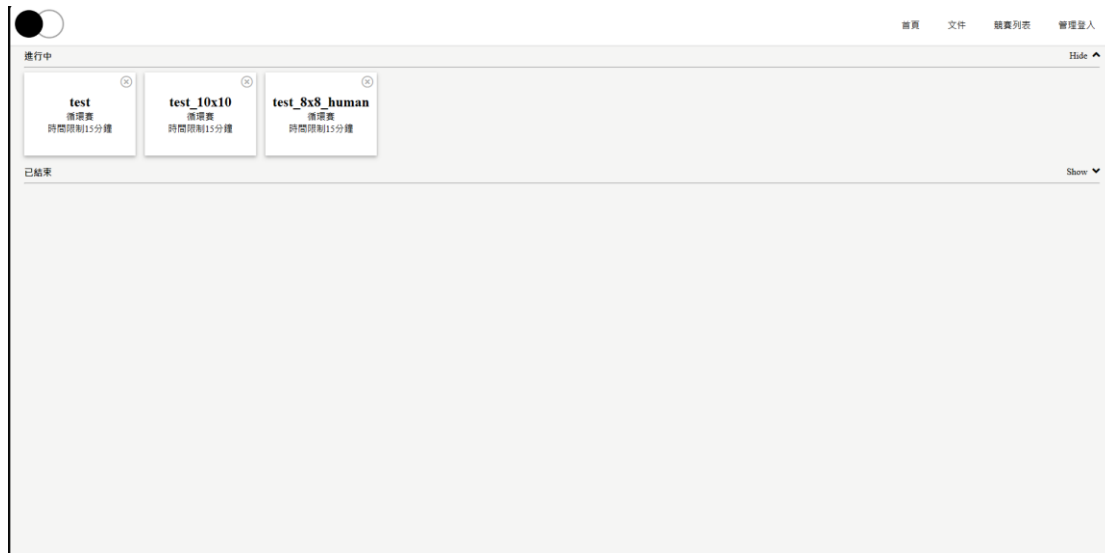 首頁 文件 競賽列表 管理登入
進行中 Hide
test
循環賽
時間限制15分鐘
test_10x10
循環賽
時間限制15分鐘
test_8x8_human
循環賽
時間限制15分鐘
已結束 Show